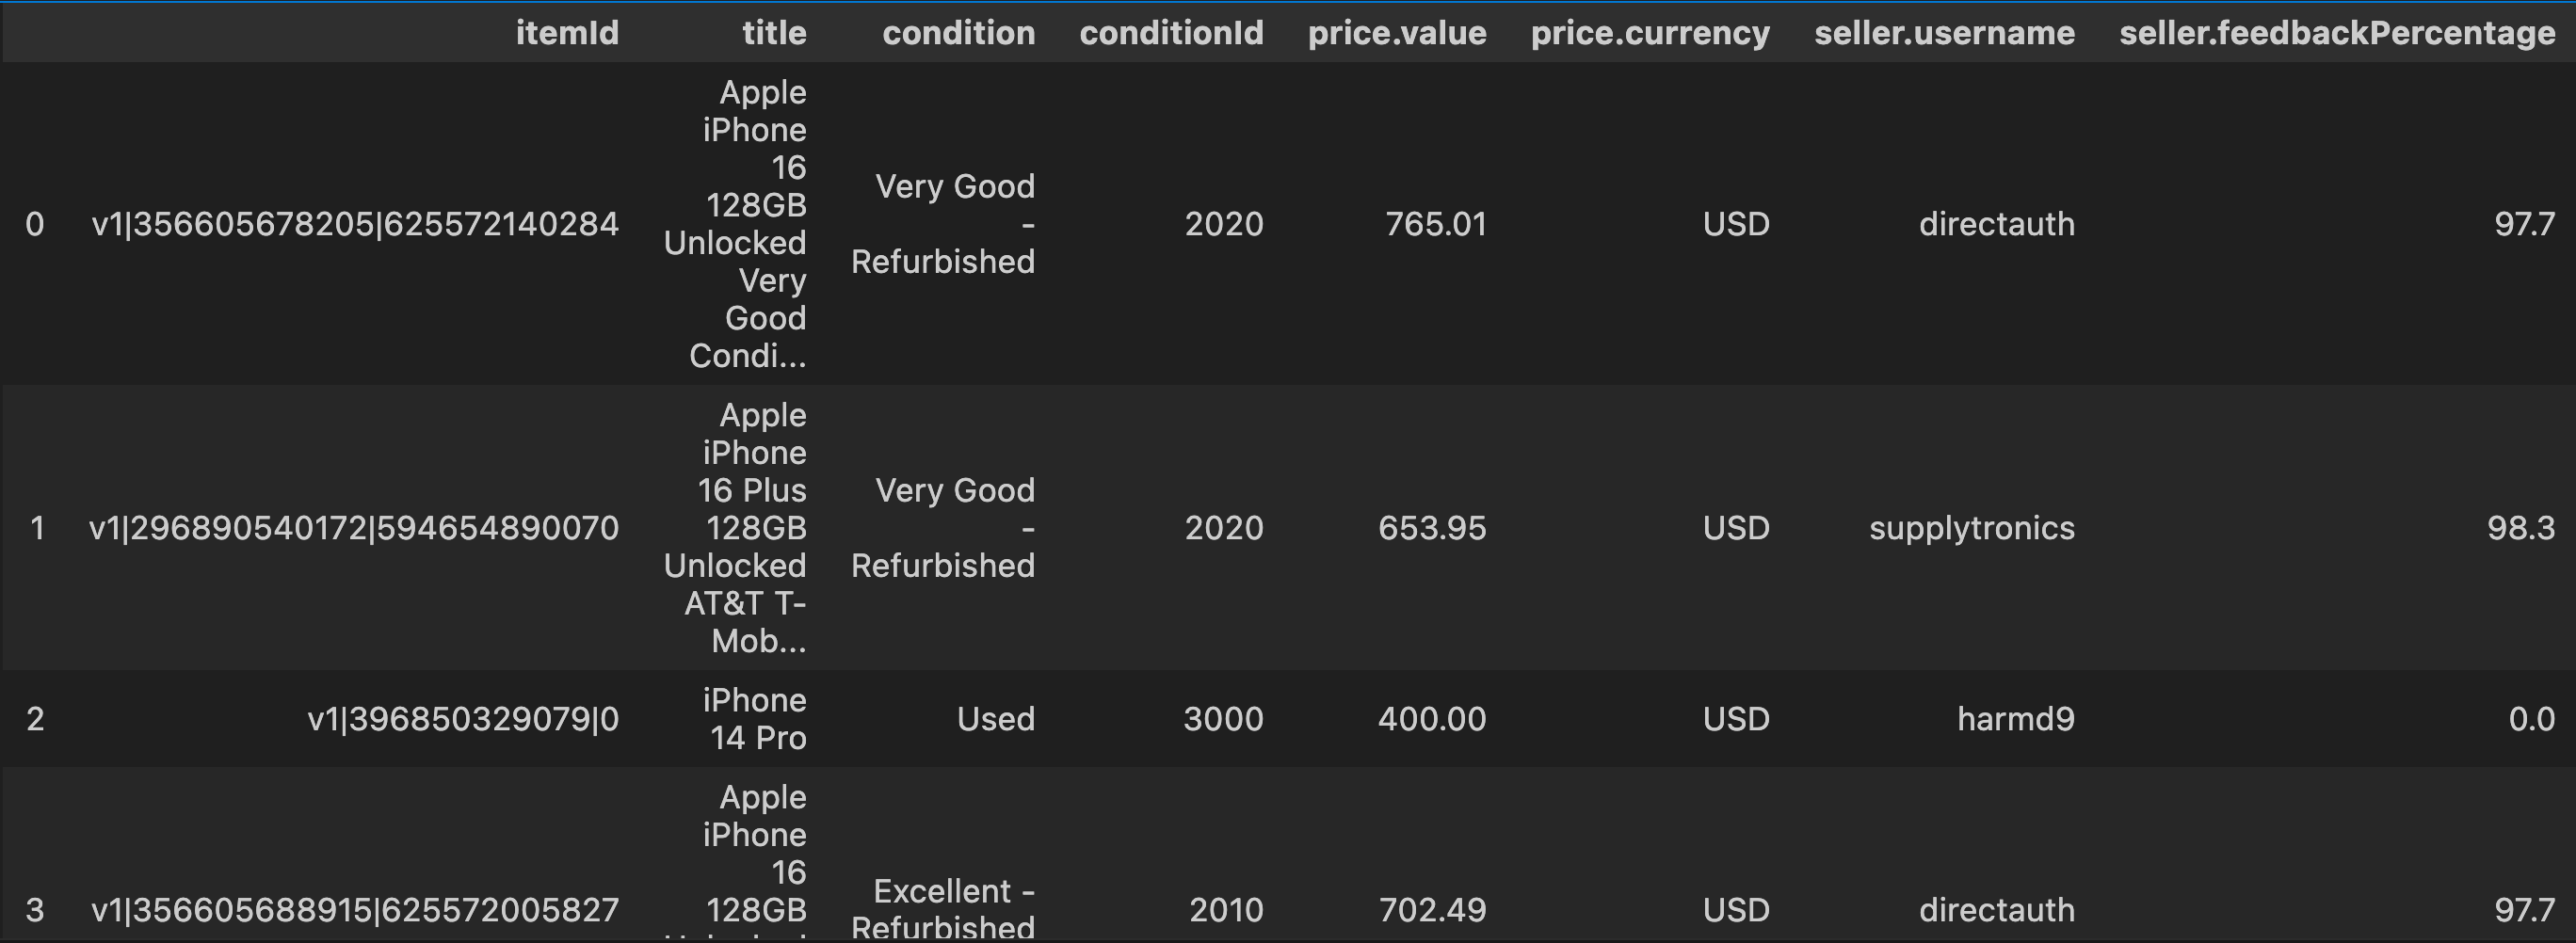 itemId title condition conditionId price.value price.currency seller.username seller.feedbackPercentage
Apple
iPhone
16
128GB
Unlocked
Very
Good
Condi...
Very Good
-
Refurbished
0 v1|356605678205|625572140284 2020 765.01 USD directauth 97.7
Apple
iPhone
16 Plus
128GB
Unlocked
AT&T T-
Mob...
Very Good
-
Refurbished
1 v1|296890540172|594654890070 2020 653.95 USD supplytronics 98.3
iPhone
14 Pro
2 v1|396850329079|0 Used 3000 400.00 USD harmd9 0.0
Apple
iPhone
16
128GB
Excellent -
Refurbished
3 v1|356605688915|625572005827 2010 702.49 USD directauth 97.7